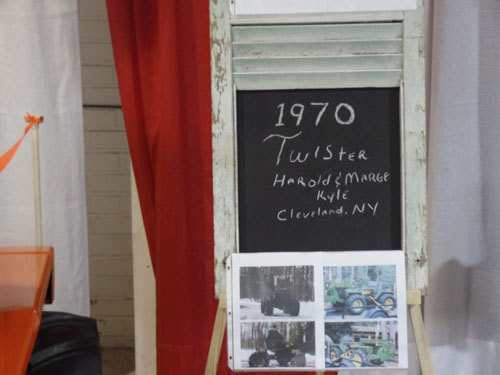 1970
Twister
Harold & Marge
Kyle
Cleveland, NY